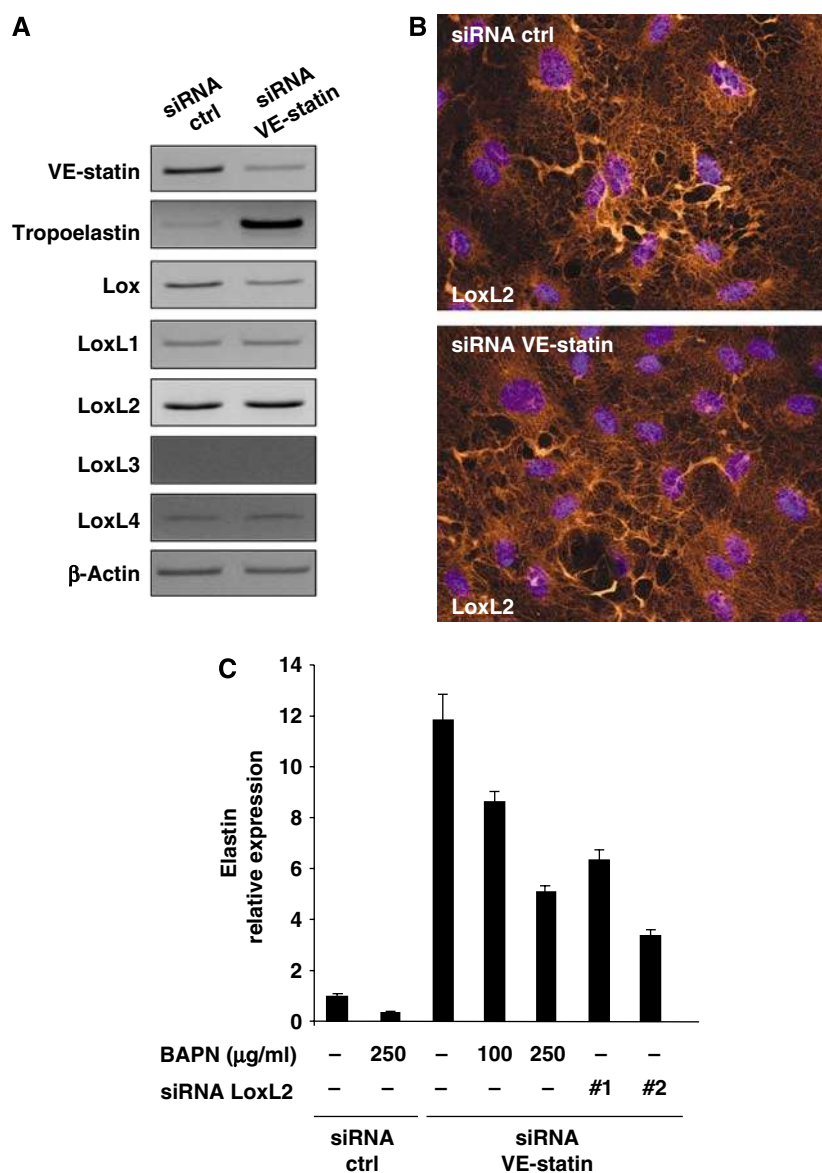 A
siRNA
ctrl
siRNA
VE-statin
VE-statin
Tropoelastin
Lox
LoxL1
LoxL2
LoxL3
LoxL4
β-Actin
B
siRNA ctrl
LoxL2
siRNA VE-statin
LoxL2
C
Elastin
relative expression
14
12
10
8
6
4
2
0
BAPN (μg/ml) – 250 – 100 250 – –
siRNA LoxL2 – – – – – #1 #2
siRNA
ctrl
siRNA
VE-statin